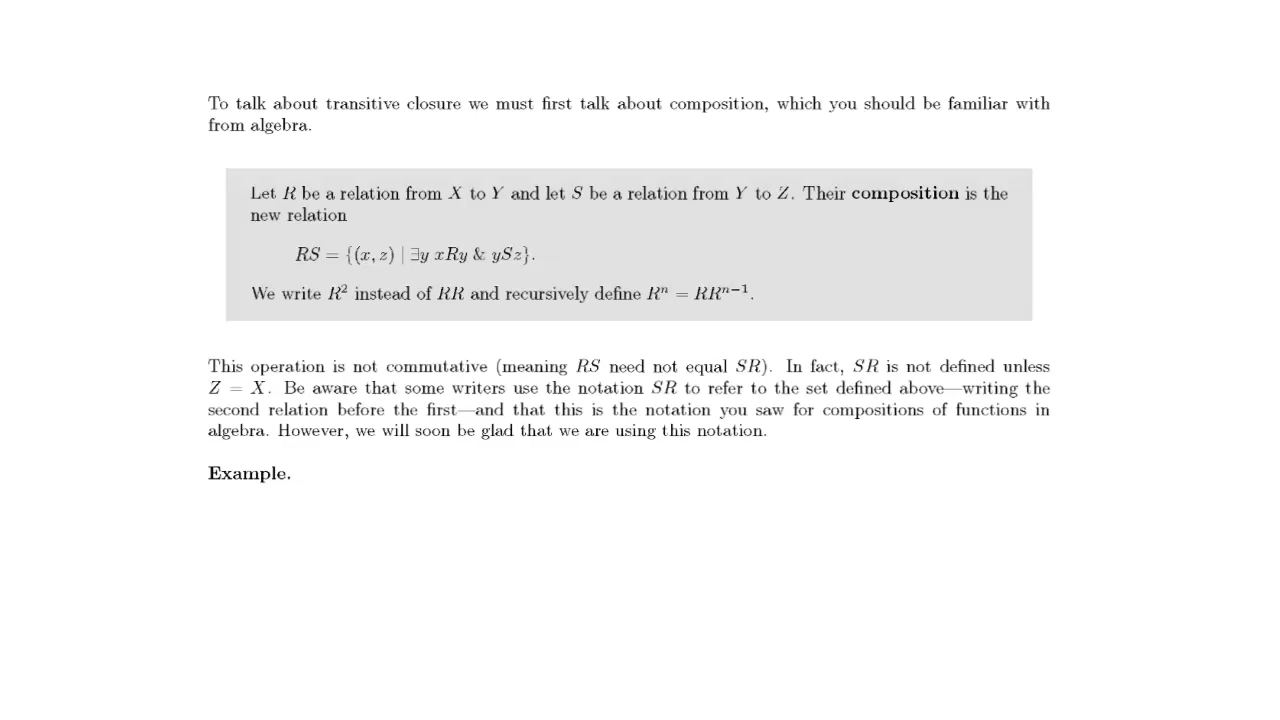 To talk about transitive closure we must first talk about composition, which you should be familiar with
from algebra.
Let R be a relation from X to Y and let S be a relation from Y to Z. Their composition is the
new relation
RS = {(x, z) | ∃y xRy & ySz}.
We write R² instead of RR and recursively define Rⁿ = RRⁿ⁻¹.
This operation is not commutative (meaning RS need not equal SR). In fact, SR is not defined unless
Z = X. Be aware that some writers use the notation SR to refer to the set defined above—writing the
second relation before the first—and that this is the notation you saw for compositions of functions in
algebra. However, we will soon be glad that we are using this notation.
Example.